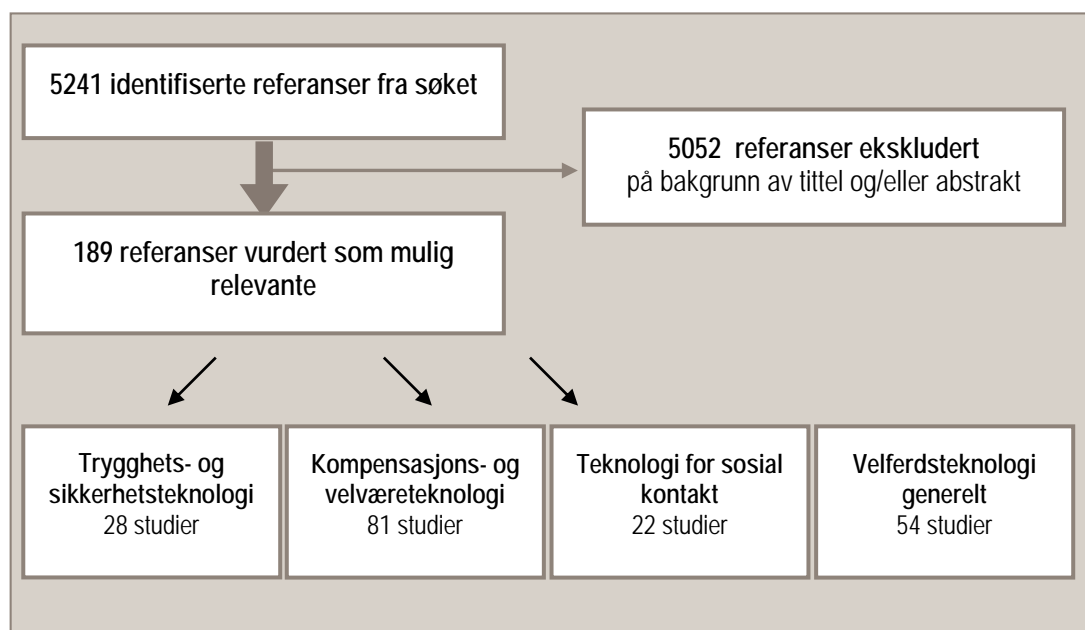 5241 identifiserte referanser fra søket
5052 referanser ekskludert
på bakgrunn av tittel og/eller abstrakt
189 referanser vurdert som mulig
relevante
Trygghets- og
sikkerhetsteknologi
28 studier
Kompensasjons- og
velværeteknologi
81 studier
Teknologi for sosial
kontakt
22 studier
Velferdsteknologi
generelt
54 studier